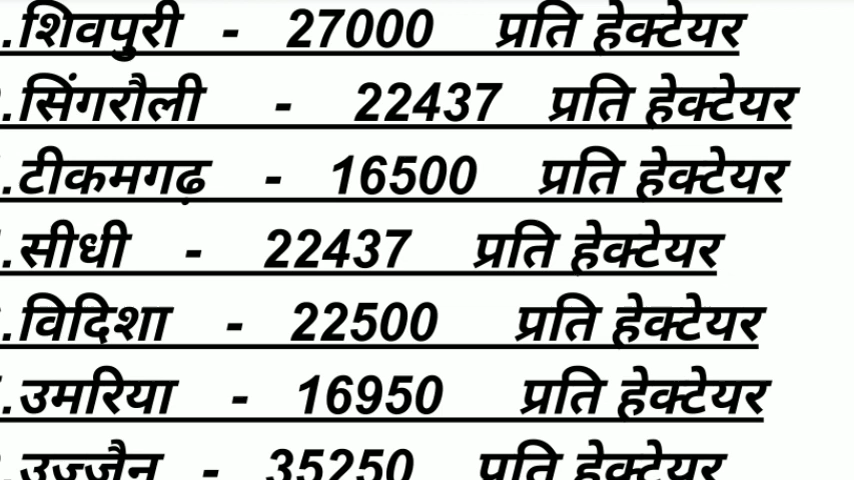 .शिवपुरी - 27000 प्रति हेक्टेयर
.सिंगरौली - 22437 प्रति हेक्टेयर
.टीकमगढ़ - 16500 प्रति हेक्टेयर
.सीधी - 22437 प्रति हेक्टेयर
.विदिशा - 22500 प्रति हेक्टेयर
.उमरिया - 16950 प्रति हेक्टेयर
.उज्जैन - 35250 प्रति हेक्टेयर